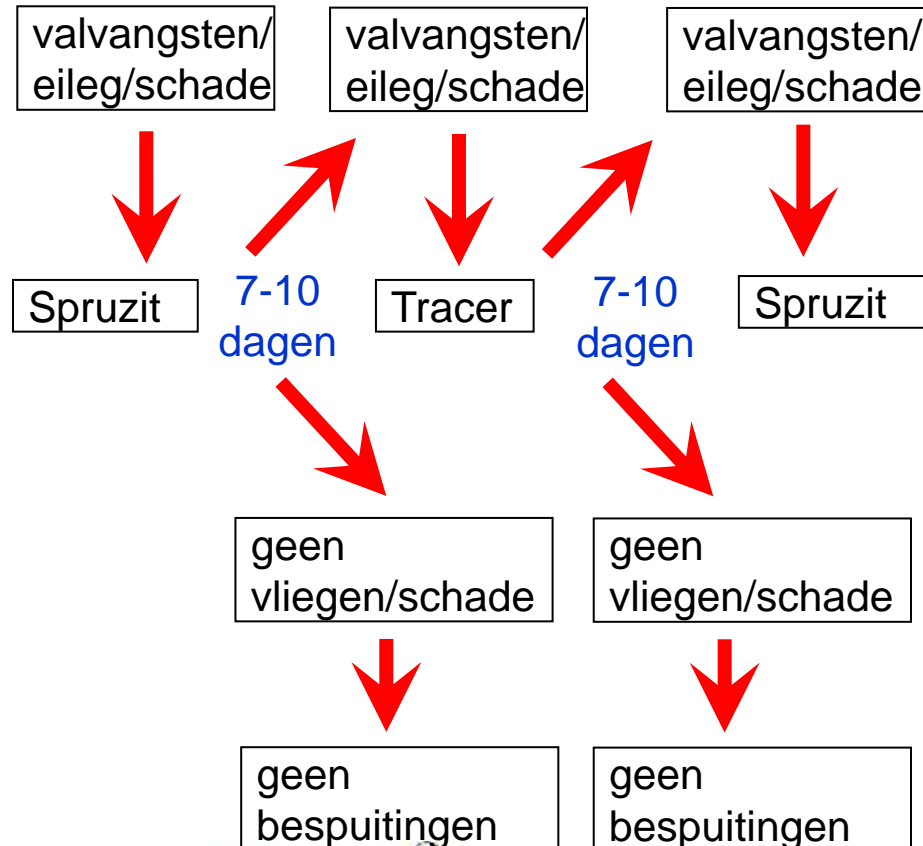 valvangsten/
eileg/schade
valvangsten/
eileg/schade
valvangsten/
eileg/schade
Spruzit
7-10
dagen
Tracer
7-10
dagen
Spruzit
geen
vliegen/schade
geen
vliegen/schade
geen
bespuitingen
geen
bespuitingen